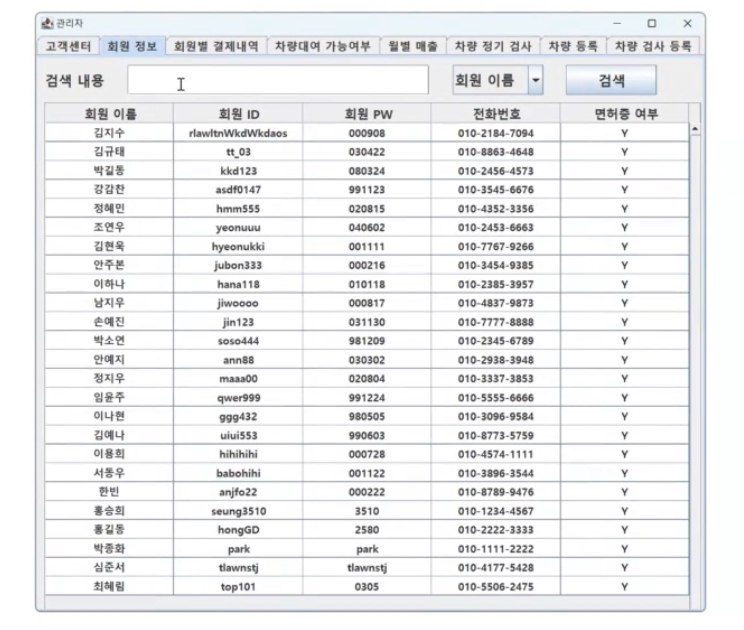 관리자
고객센터 회원 정보 회원별 결제내역 차량대여 가능여부 월별 매출 차량 정기 검사 차량 등록 차량 검사 등록
검색 내용 회원 이름 검색
회원 이름 회원 ID 회원 PW 전화번호 면허증 여부
김지수 rlawltnWkdWkdaos 000908 010-2184-7094 Y
김규태 tt_03 030422 010-8863-4648 Y
박길동 kkd123 080324 010-2456-4573 Y
강감찬 asdf0147 991123 010-3545-6676 Y
정혜민 hmm555 020815 010-4352-3356 Y
조연우 yeonuuu 040602 010-2453-6663 Y
김현욱 hyeonukki 001111 010-7767-9266 Y
안주본 jubon333 000216 010-3454-9385 Y
이하나 hana118 010118 010-2385-3957 Y
남지우 jiwoooo 000817 010-4837-9873 Y
손예진 jin123 031130 010-7777-8888 Y
박소연 soso444 981209 010-2345-6789 Y
안예지 ann88 030302 010-2938-3948 Y
정지우 maaa00 020804 010-3337-3853 Y
임윤주 qwer999 991224 010-5555-6666 Y
이나현 ggg432 980505 010-3096-9584 Y
김예나 uiui553 990603 010-8773-5759 Y
이용희 hihihihi 000728 010-4574-1111 Y
서동우 babohihi 001122 010-3896-3544 Y
한빈 anjfo22 000222 010-8789-9476 Y
홍승희 seung3510 3510 010-1234-4567 Y
홍길동 hongGD 2580 010-2222-3333 Y
박종화 park park 010-1111-2222 Y
심준서 tlawnstj tlawnstj 010-4177-5428 Y
최혜림 top101 0305 010-5506-2475 Y